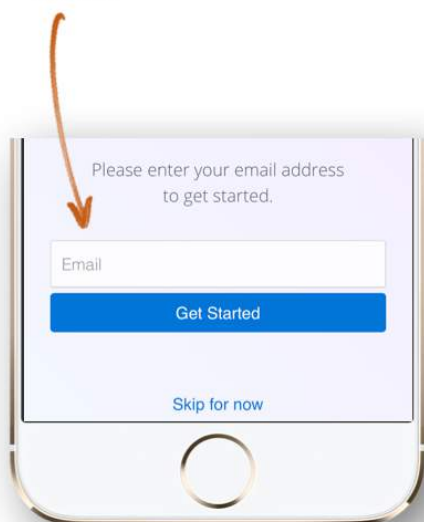 Please enter your email address
to get started.
Email
Get Started
Skip for now